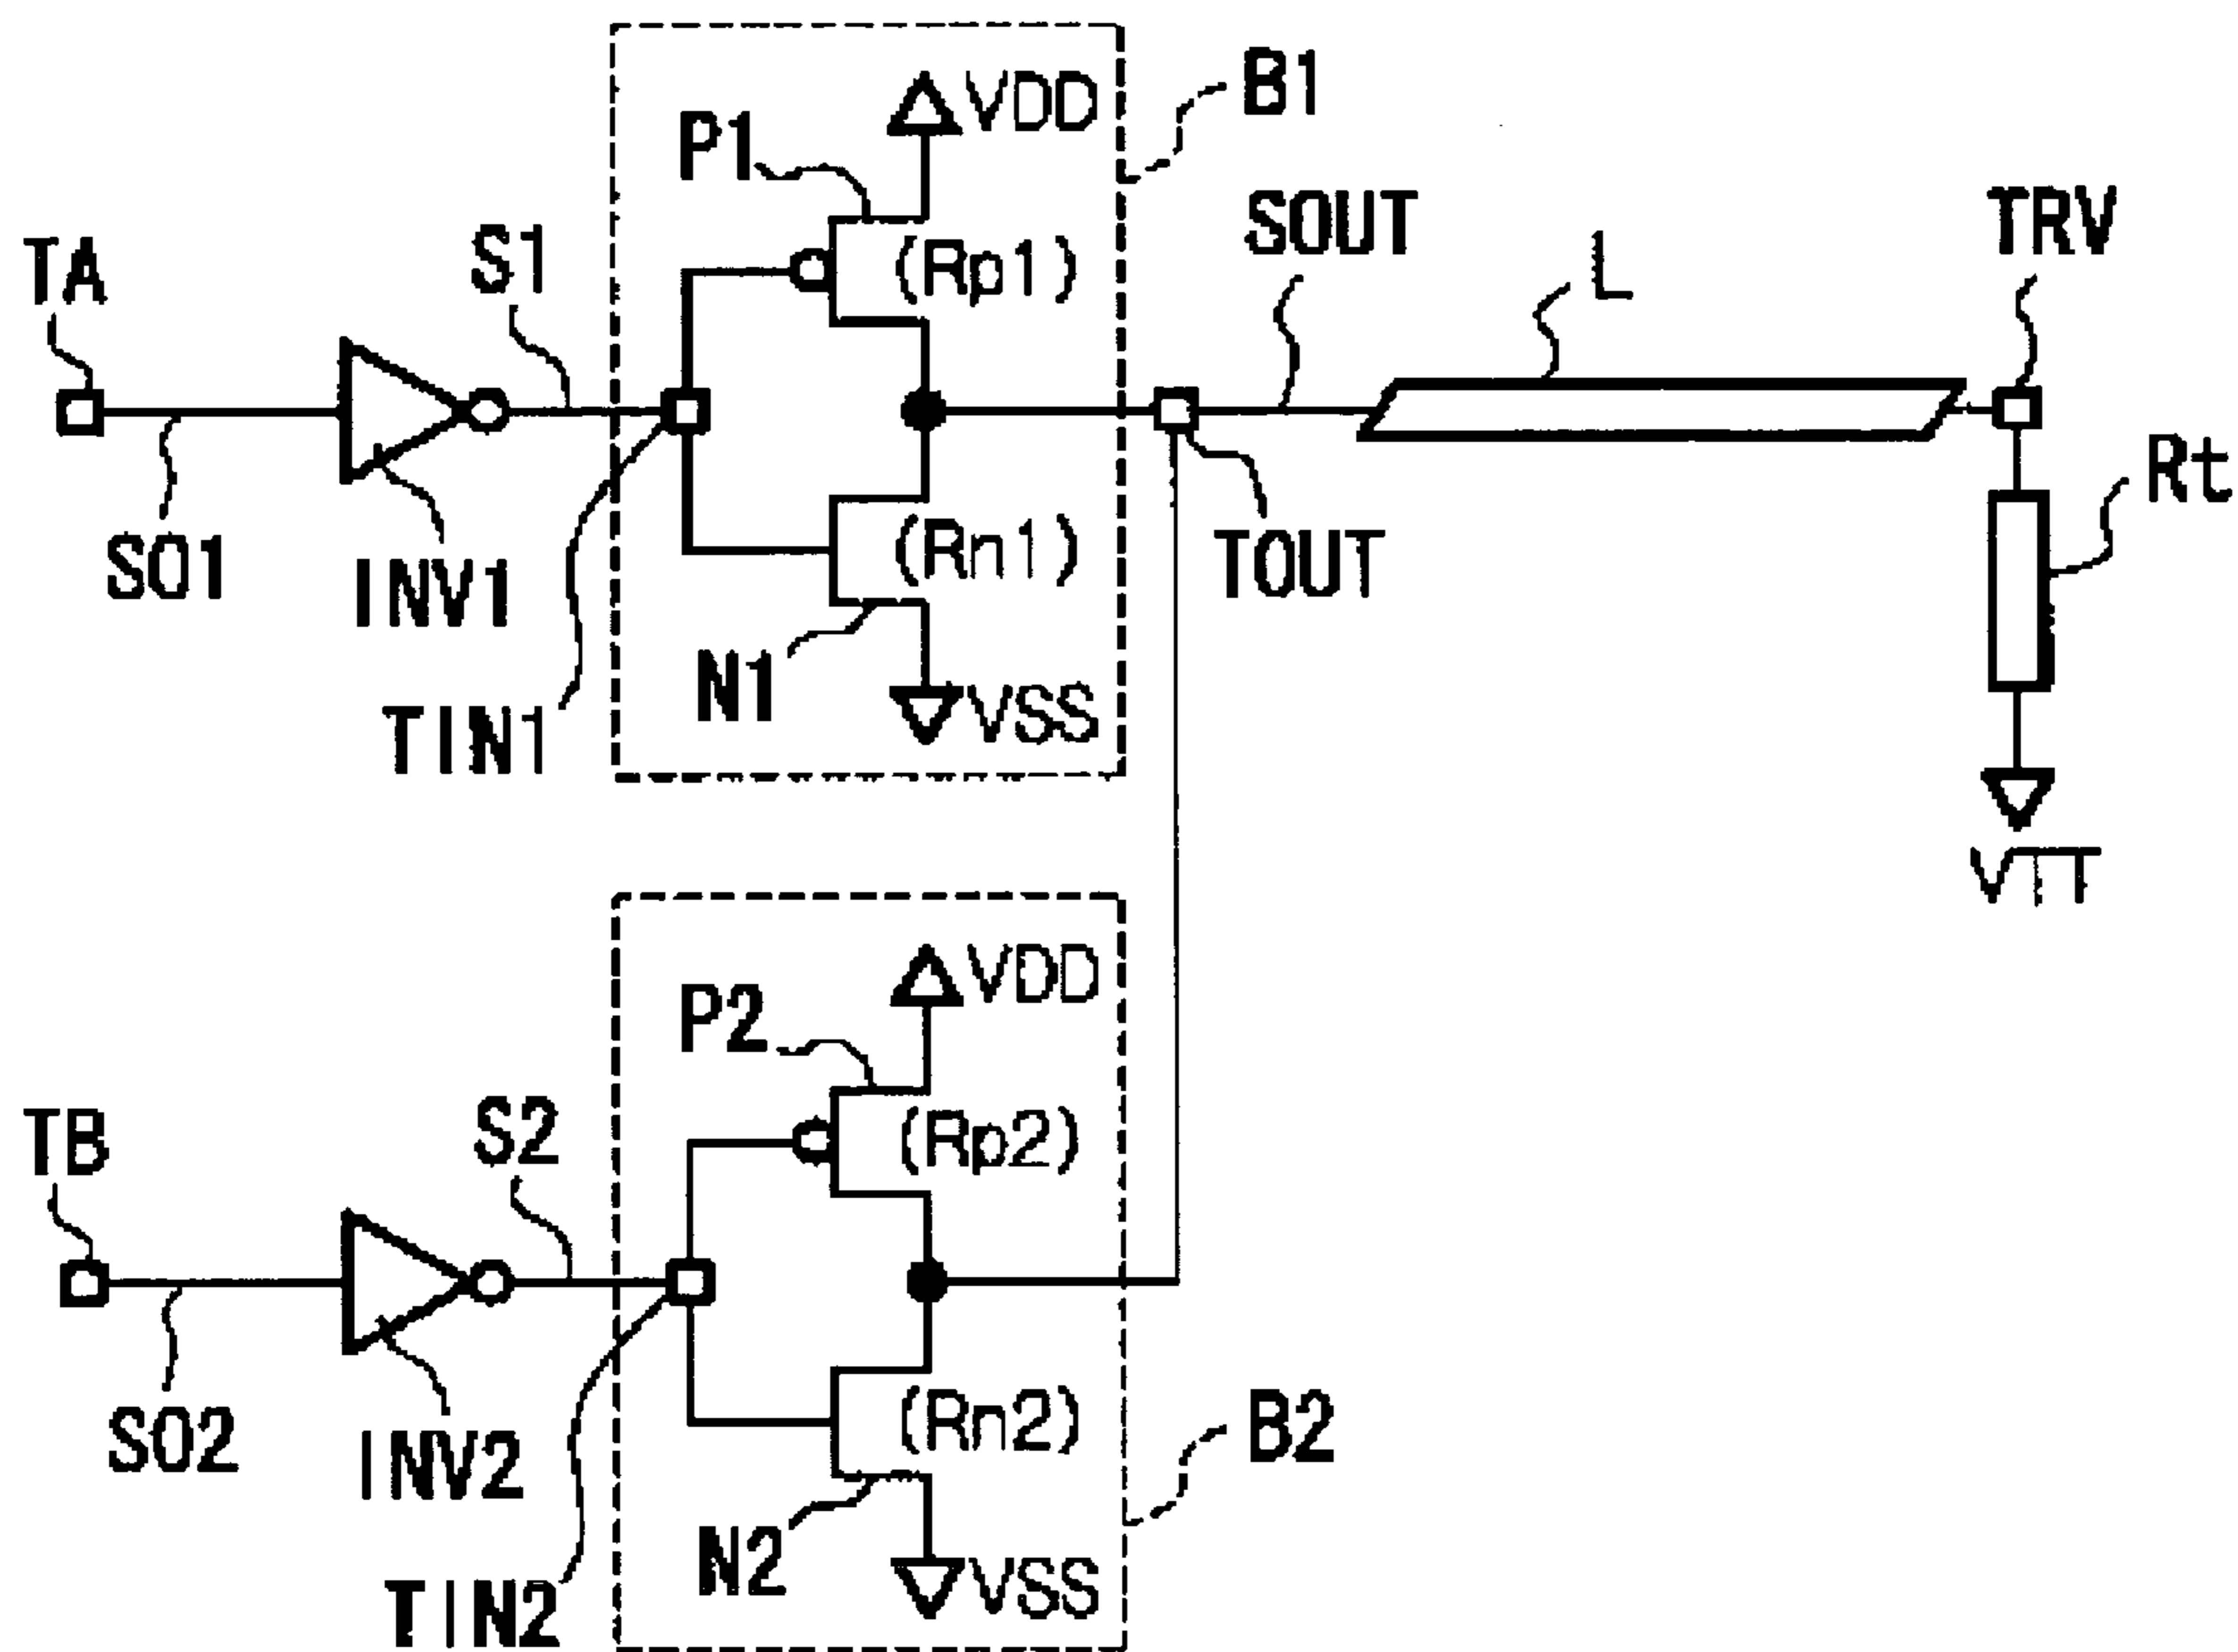 B1
VDD
P1
SOUT
TRV
S1
L
TA
(Rp1)
Rt
(Rn1)
TOUT
SO1
INV1
N1
VSS
TIN1
VTT
VDD
P2
TB
S2
(Rp2)
(Rn2)
B2
SO2
INV2
N2
VSS
TIN2